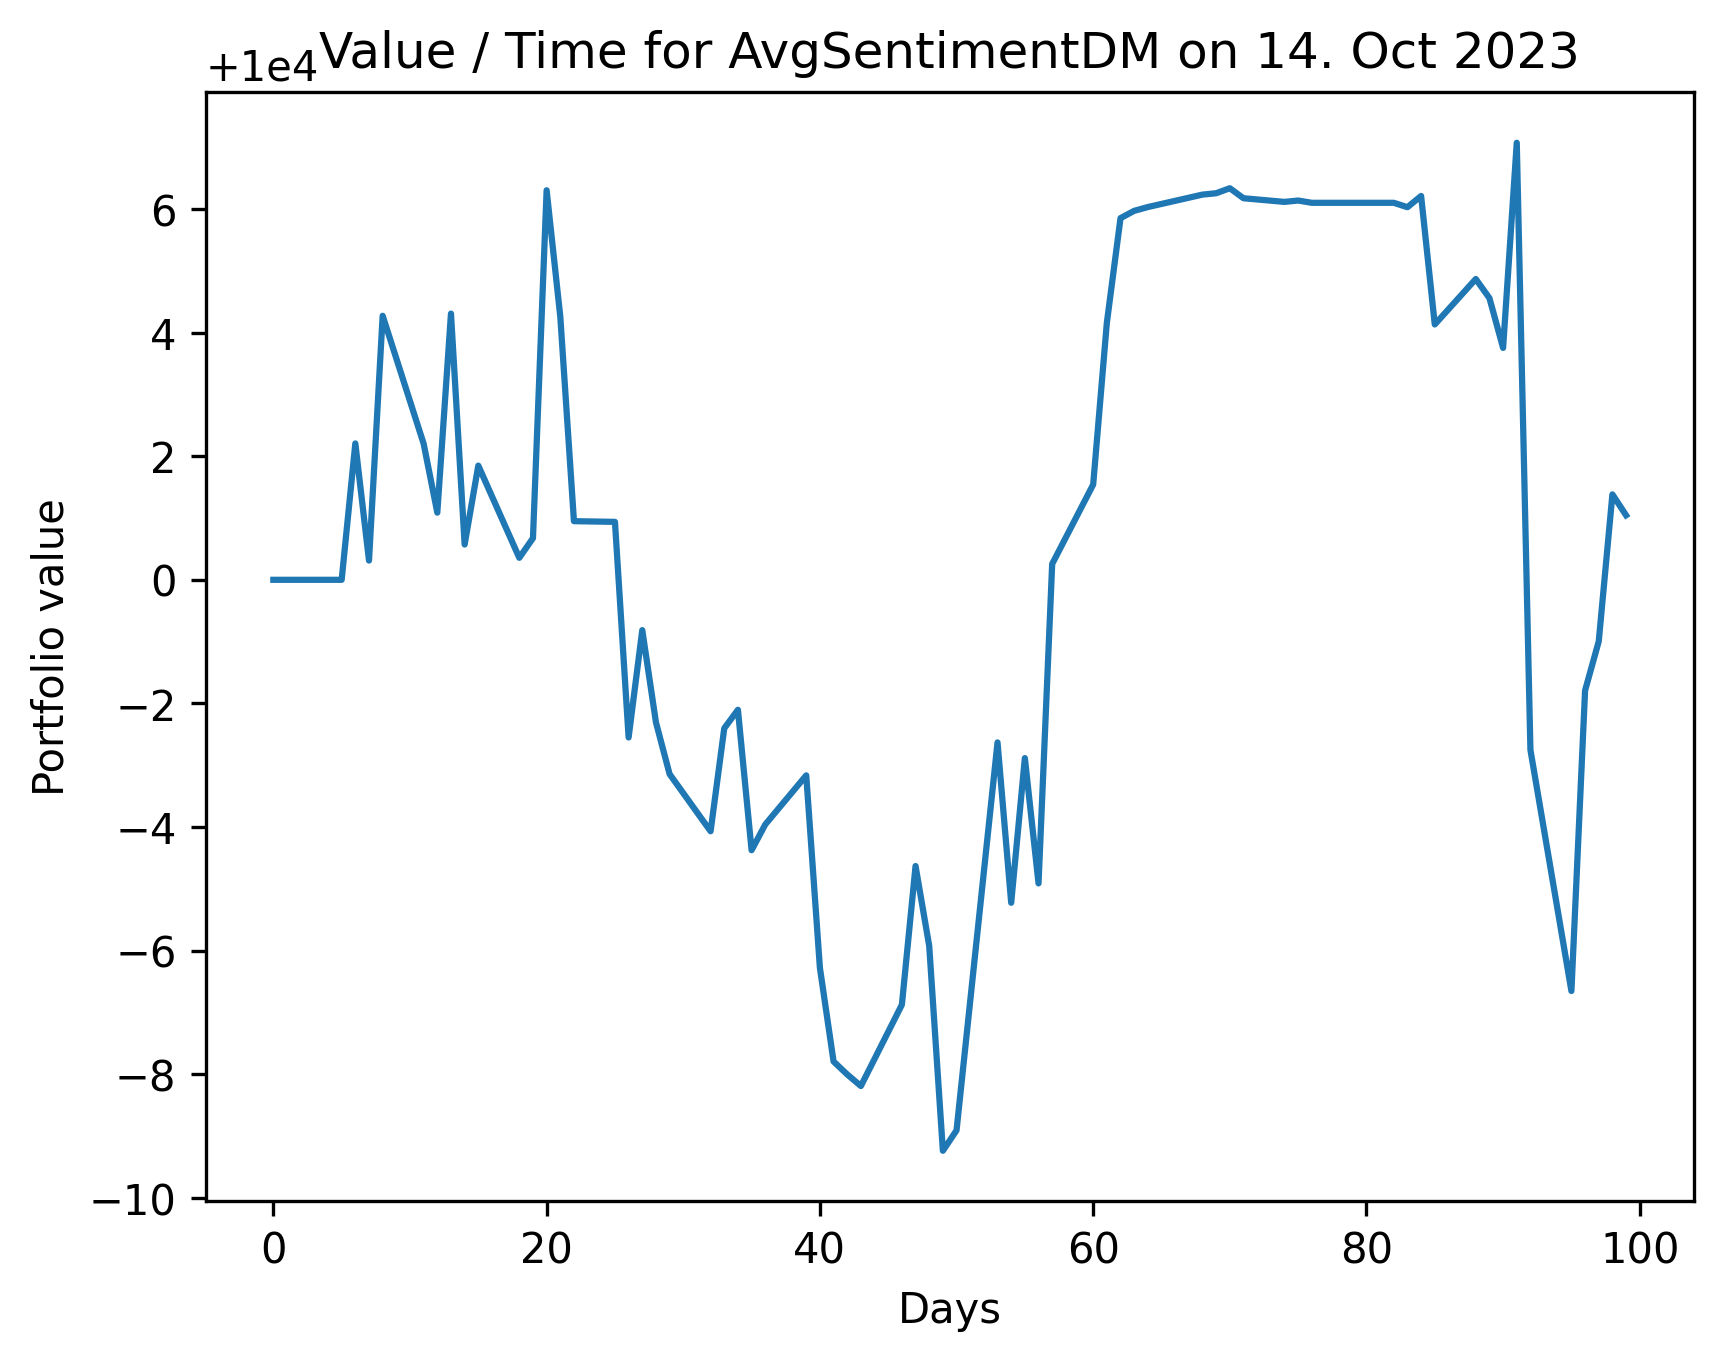 Value / Time for AvgSentimentDM on 14. Oct 2023
+1e4
6
4
2
0
−2
−4
−6
−8
−10
Portfolio value
0 20 40 60 80 100
Days